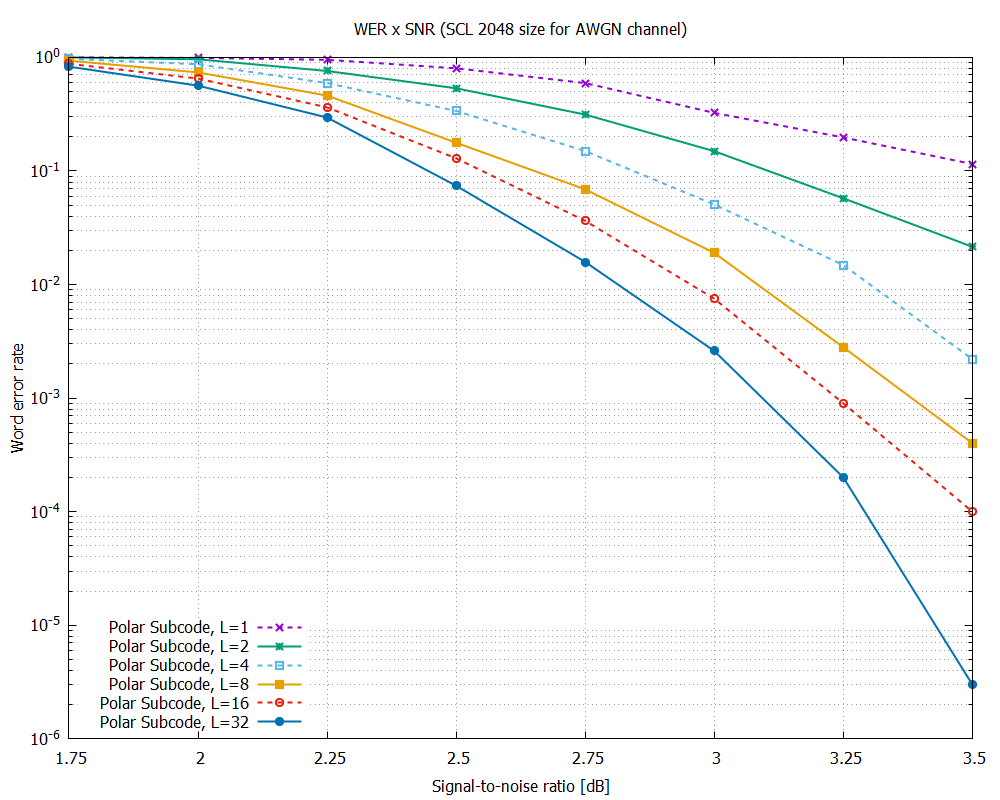 WER x SNR (SCL 2048 size for AWGN channel)
10^0
10^-1
10^-2
10^-3
10^-4
10^-5
10^-6
Word error rate
Polar Subcode, L=1
Polar Subcode, L=2
Polar Subcode, L=4
Polar Subcode, L=8
Polar Subcode, L=16
Polar Subcode, L=32
1.75 2 2.25 2.5 2.75 3 3.25 3.5
Signal-to-noise ratio [dB]